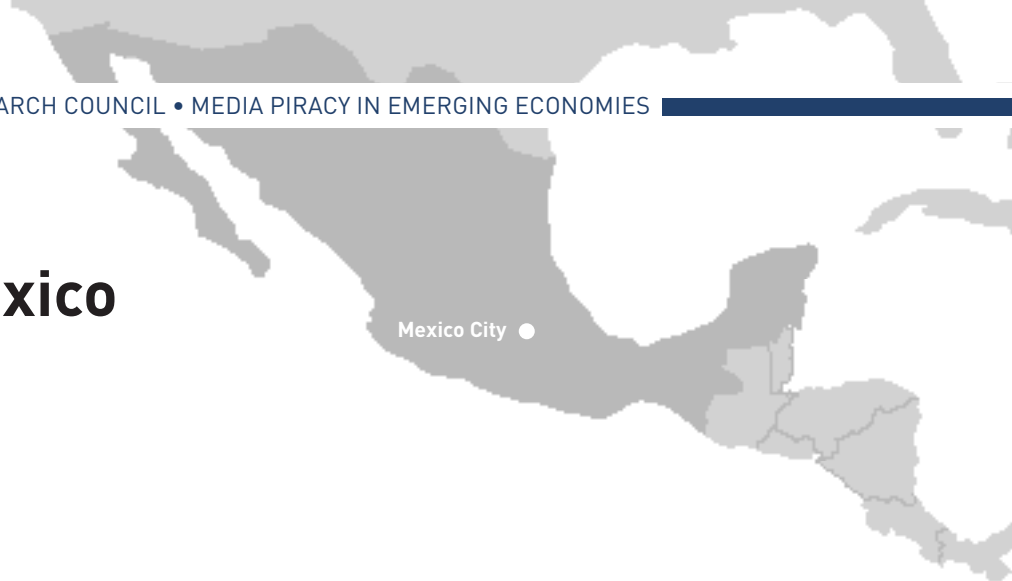 ARCH COUNCIL • MEDIA PIRACY IN EMERGING ECONOMIES
xico
Mexico City